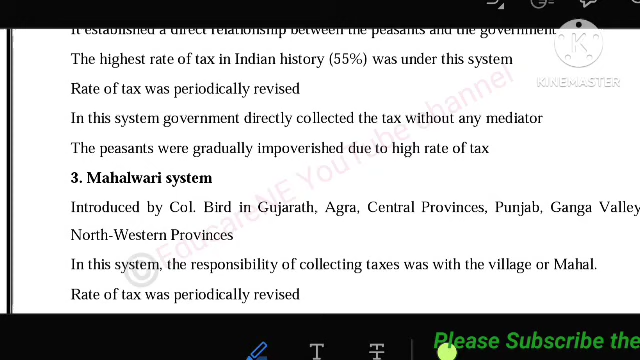 It established a direct relationship between the peasants and the government
The highest rate of tax in Indian history (55%) was under this system
Rate of tax was periodically revised
In this system government directly collected the tax without any mediator
The peasants were gradually impoverished due to high rate of tax
3. Mahalwari system
Introduced by Col. Bird in Gujarath, Agra, Central Provinces, Punjab, Ganga Valley
North-Western Provinces
In this system, the responsibility of collecting taxes was with the village or Mahal.
Rate of tax was periodically revised
© EducateNE YouTube channel
KINEMASTER
Please Subscribe the